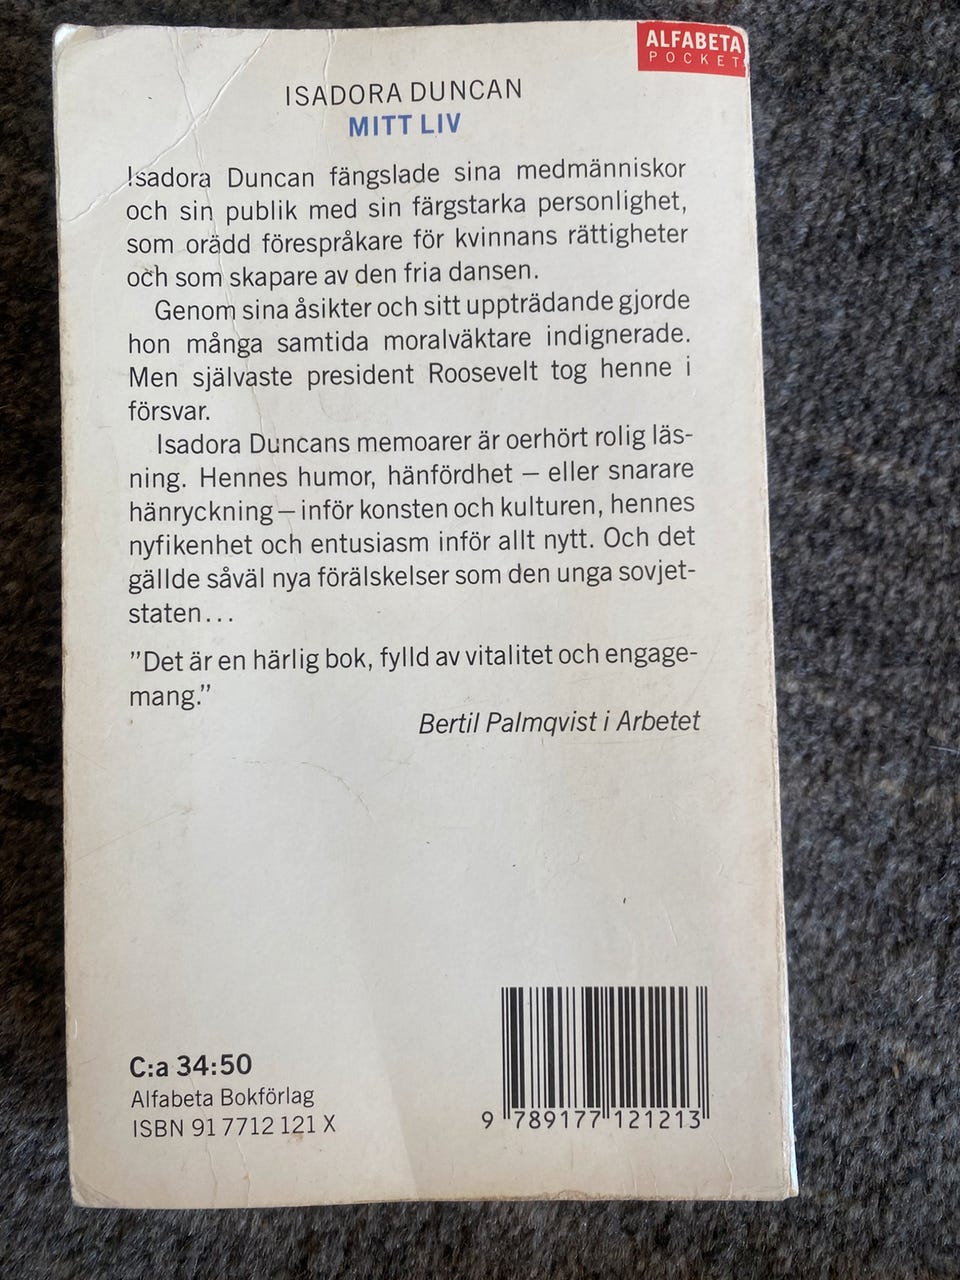 ALFABETA
POCKET
ISADORA DUNCAN
MITT LIV
Isadora Duncan fängslade sina medmänniskor
och sin publik med sin färgstarka personlighet,
som orädd förespråkare för kvinnans rättigheter
och som skapare av den fria dansen.
Genom sina åsikter och sitt uppträdande gjorde
hon många samtida moralväktare indignerade.
Men självaste president Roosevelt tog henne i
försvar.
Isadora Duncans memoarer är oerhört rolig läs-
ning. Hennes humor, hänfördhet – eller snarare
hänryckning – inför konsten och kulturen, hennes
nyfikenhet och entusiasm inför allt nytt. Och det
gällde såväl nya förälskelser som den unga sovjet-
staten...
"Det är en härlig bok, fylld av vitalitet och engage-
mang."
Bertil Palmqvist i Arbetet
C:a 34:50
Alfabeta Bokförlag
ISBN 91 7712 121 X
9 789177 121213